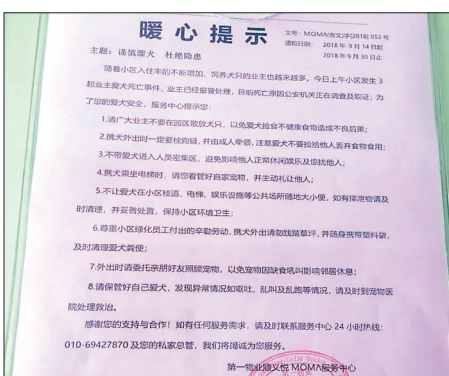 暖心提示
文号：MOMA(客文)字[2018] 053 号
通知日期： 2018 年 9 月 14 日起
2018 年 9 月 30 日止
主题：谨慎遛犬 杜绝隐患
随着小区入住率的不断增加，饲养犬只的业主也越来越多。今日上午小区发生 3
起业主爱犬死亡事件，业主已经报警处理，目前死亡原因公安机关正在调查及取证；为
了您的爱犬安全，服务中心提示您：
1.请广大业主不要在园区散放犬只，以免爱犬捡食不健康食物造成不良后果；
2.携犬外出时一定要拴狗链，并由成人牵领，注意爱犬不要捡拾他人丢弃食物食用；
3.不带爱犬进入人员密集区，避免影响他人正常休闲娱乐及惊扰他人；
4.携犬乘坐电梯时，请您看管好自家宠物，并主动礼让他人；
5.不让爱犬在小区楼道、电梯、娱乐设施等公共场所随地大小便，如有排泄物请及
时清理，并妥善处置，保持小区环境卫生；
6.尊重小区绿化员工付出的辛勤劳动，携犬外出请勿践踏草坪，并随身携带塑料袋，
及时清理爱犬粪便；
7.外出时请委托亲朋好友照顾宠物，以免宠物因缺食吼叫影响邻居休息；
8.请保管好自己爱犬，发现异常情况如呕吐、乱叫及乱跑等情况，请及时到宠物医
院处理救治。
感谢您的支持与合作！如有任何服务需求，请及时联系服务中心 24 小时热线：
010-69427870 及您的私家总管，我们将竭诚为您服务。
第一物业顺义悦 MOMA服务中心